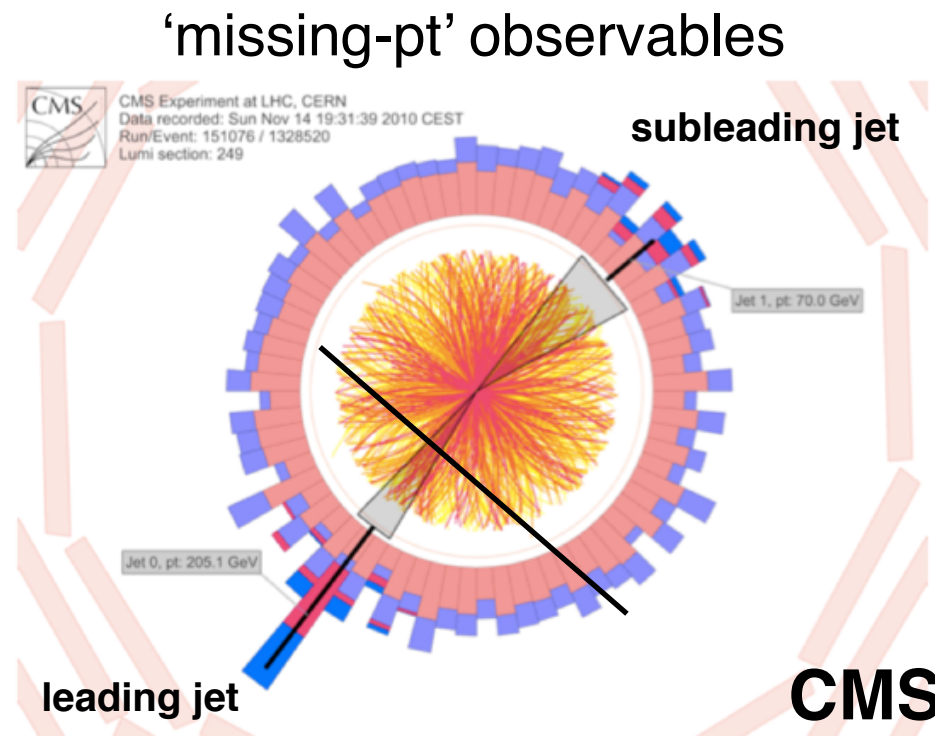 ‘missing-pt’ observables
CMS
CMS Experiment at LHC, CERN
Data recorded: Sun Nov 14 19:31:39 2010 CEST
Run/Event: 151076 / 1328520
Lumi section: 249
subleading jet
Jet 1, pt: 70.0 GeV
Jet 0, pt: 205.1 GeV
leading jet
CMS